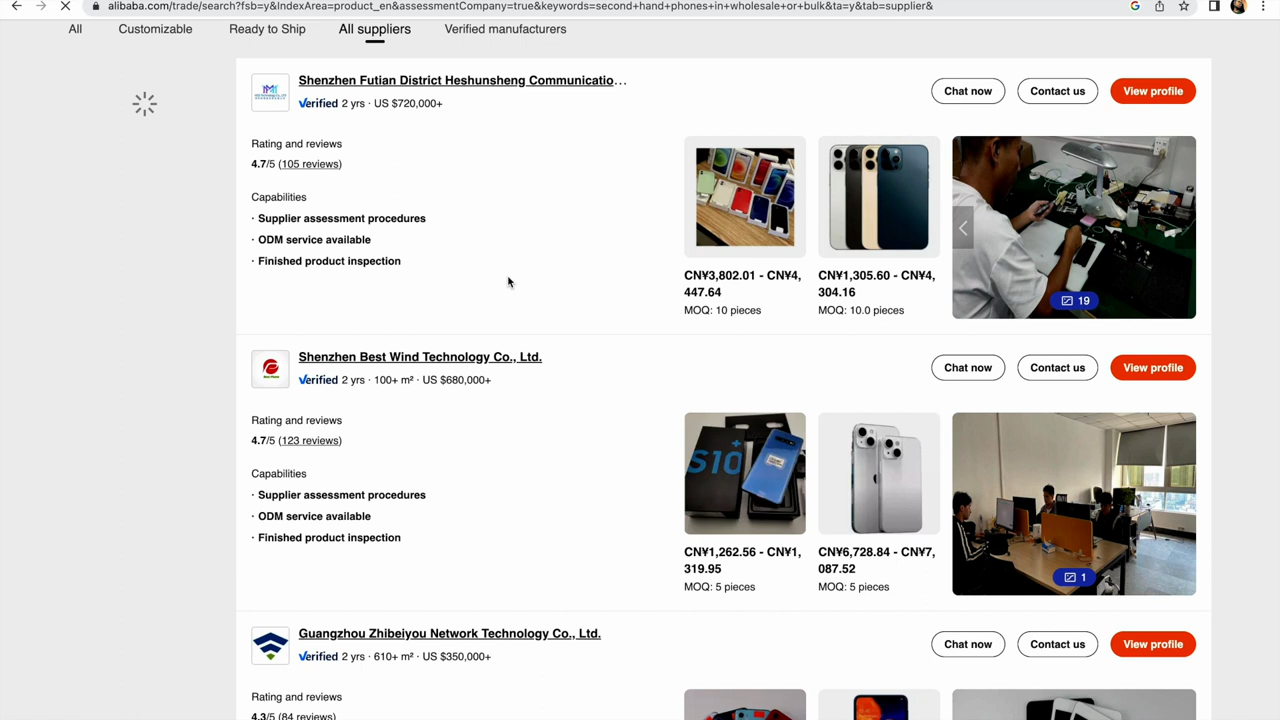 alibaba.com/trade/search?fsb=y&IndexArea=product_en&assessmentCompany=true&keywords=second+hand+phones+in+wholesale+or+bulk&ta=y&tab=supplier&
All Customizable Ready to Ship All suppliers Verified manufacturers
Shenzhen Futian District Heshunsheng Communicatio...
Verified 2 yrs · US $720,000+
Chat now Contact us View profile
Rating and reviews
4.7/5 (105 reviews)
Capabilities
· Supplier assessment procedures
· ODM service available
· Finished product inspection
CN¥3,802.01 - CN¥4,
447.64
MOQ: 10 pieces
CN¥1,305.60 - CN¥4,
304.16
MOQ: 10.0 pieces
19
Shenzhen Best Wind Technology Co., Ltd.
Verified 2 yrs · 100+ m² · US $680,000+
Chat now Contact us View profile
Rating and reviews
4.7/5 (123 reviews)
Capabilities
· Supplier assessment procedures
· ODM service available
· Finished product inspection
S10+
CN¥1,262.56 - CN¥1,
319.95
MOQ: 5 pieces
CN¥6,728.84 - CN¥7,
087.52
MOQ: 5 pieces
1
Guangzhou Zhibeiyou Network Technology Co., Ltd.
Verified 2 yrs · 610+ m² · US $350,000+
Chat now Contact us View profile
Rating and reviews
4.3/5 (84 reviews)